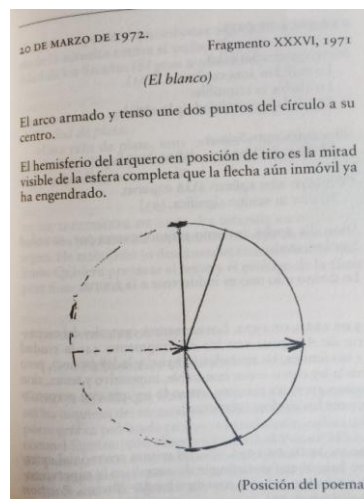 20 DE MARZO DE 1972.
Fragmento XXXVI, 1971
(El blanco)
El arco armado y tenso une dos puntos del círculo a su
centro.
El hemisferio del arquero en posición de tiro es la mitad
visible de la esfera completa que la flecha aún inmóvil ya
ha engendrado.
(Posición del poema